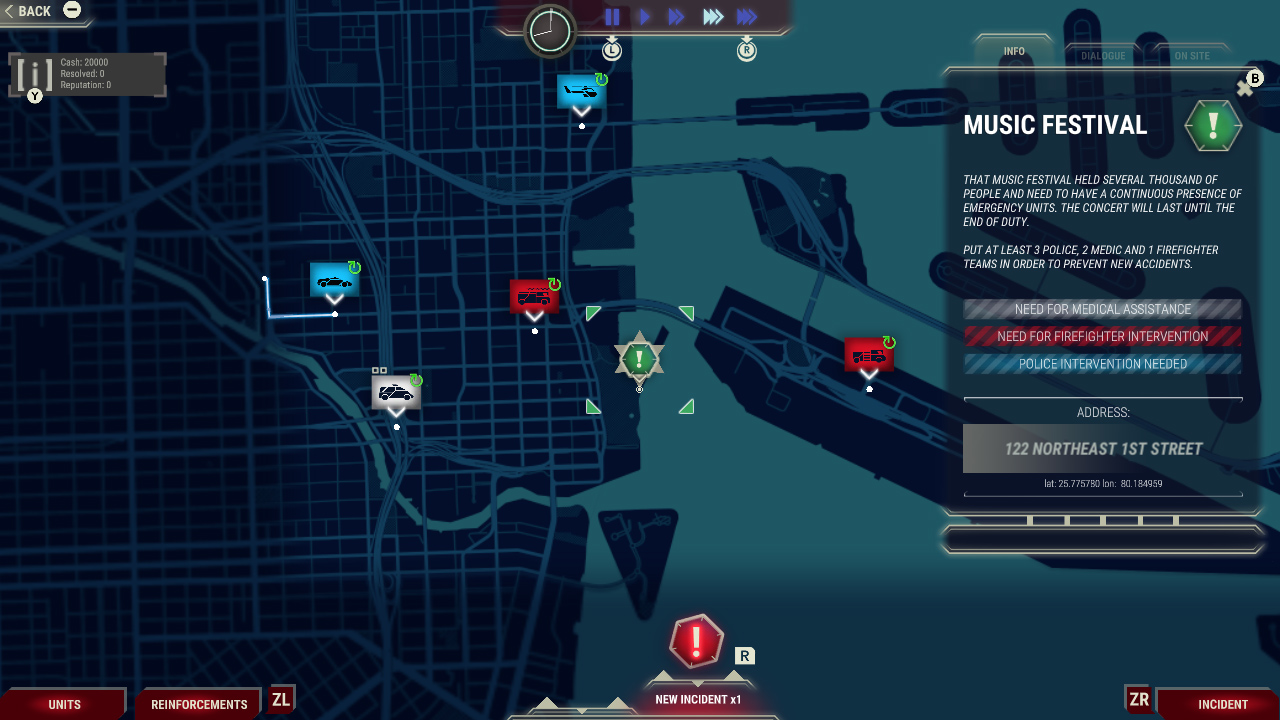 BACK
L
R
Cash: 20000
Resolved: 0
Reputation: 0
Y
INFO
DIALOGUE
ON SITE
B
MUSIC FESTIVAL
THAT MUSIC FESTIVAL HELD SEVERAL THOUSAND OF
PEOPLE AND NEED TO HAVE A CONTINUOUS PRESENCE OF
EMERGENCY UNITS. THE CONCERT WILL LAST UNTIL THE
END OF DUTY.
PUT AT LEAST 3 POLICE, 2 MEDIC AND 1 FIREFIGHTER
TEAMS IN ORDER TO PREVENT NEW ACCIDENTS.
NEED FOR MEDICAL ASSISTANCE
NEED FOR FIREFIGHTER INTERVENTION
POLICE INTERVENTION NEEDED
ADDRESS:
122 NORTHEAST 1ST STREET
lat: 25.775780 lon: 80.184959
R
NEW INCIDENT x1
UNITS
REINFORCEMENTS
ZL
ZR
INCIDENT